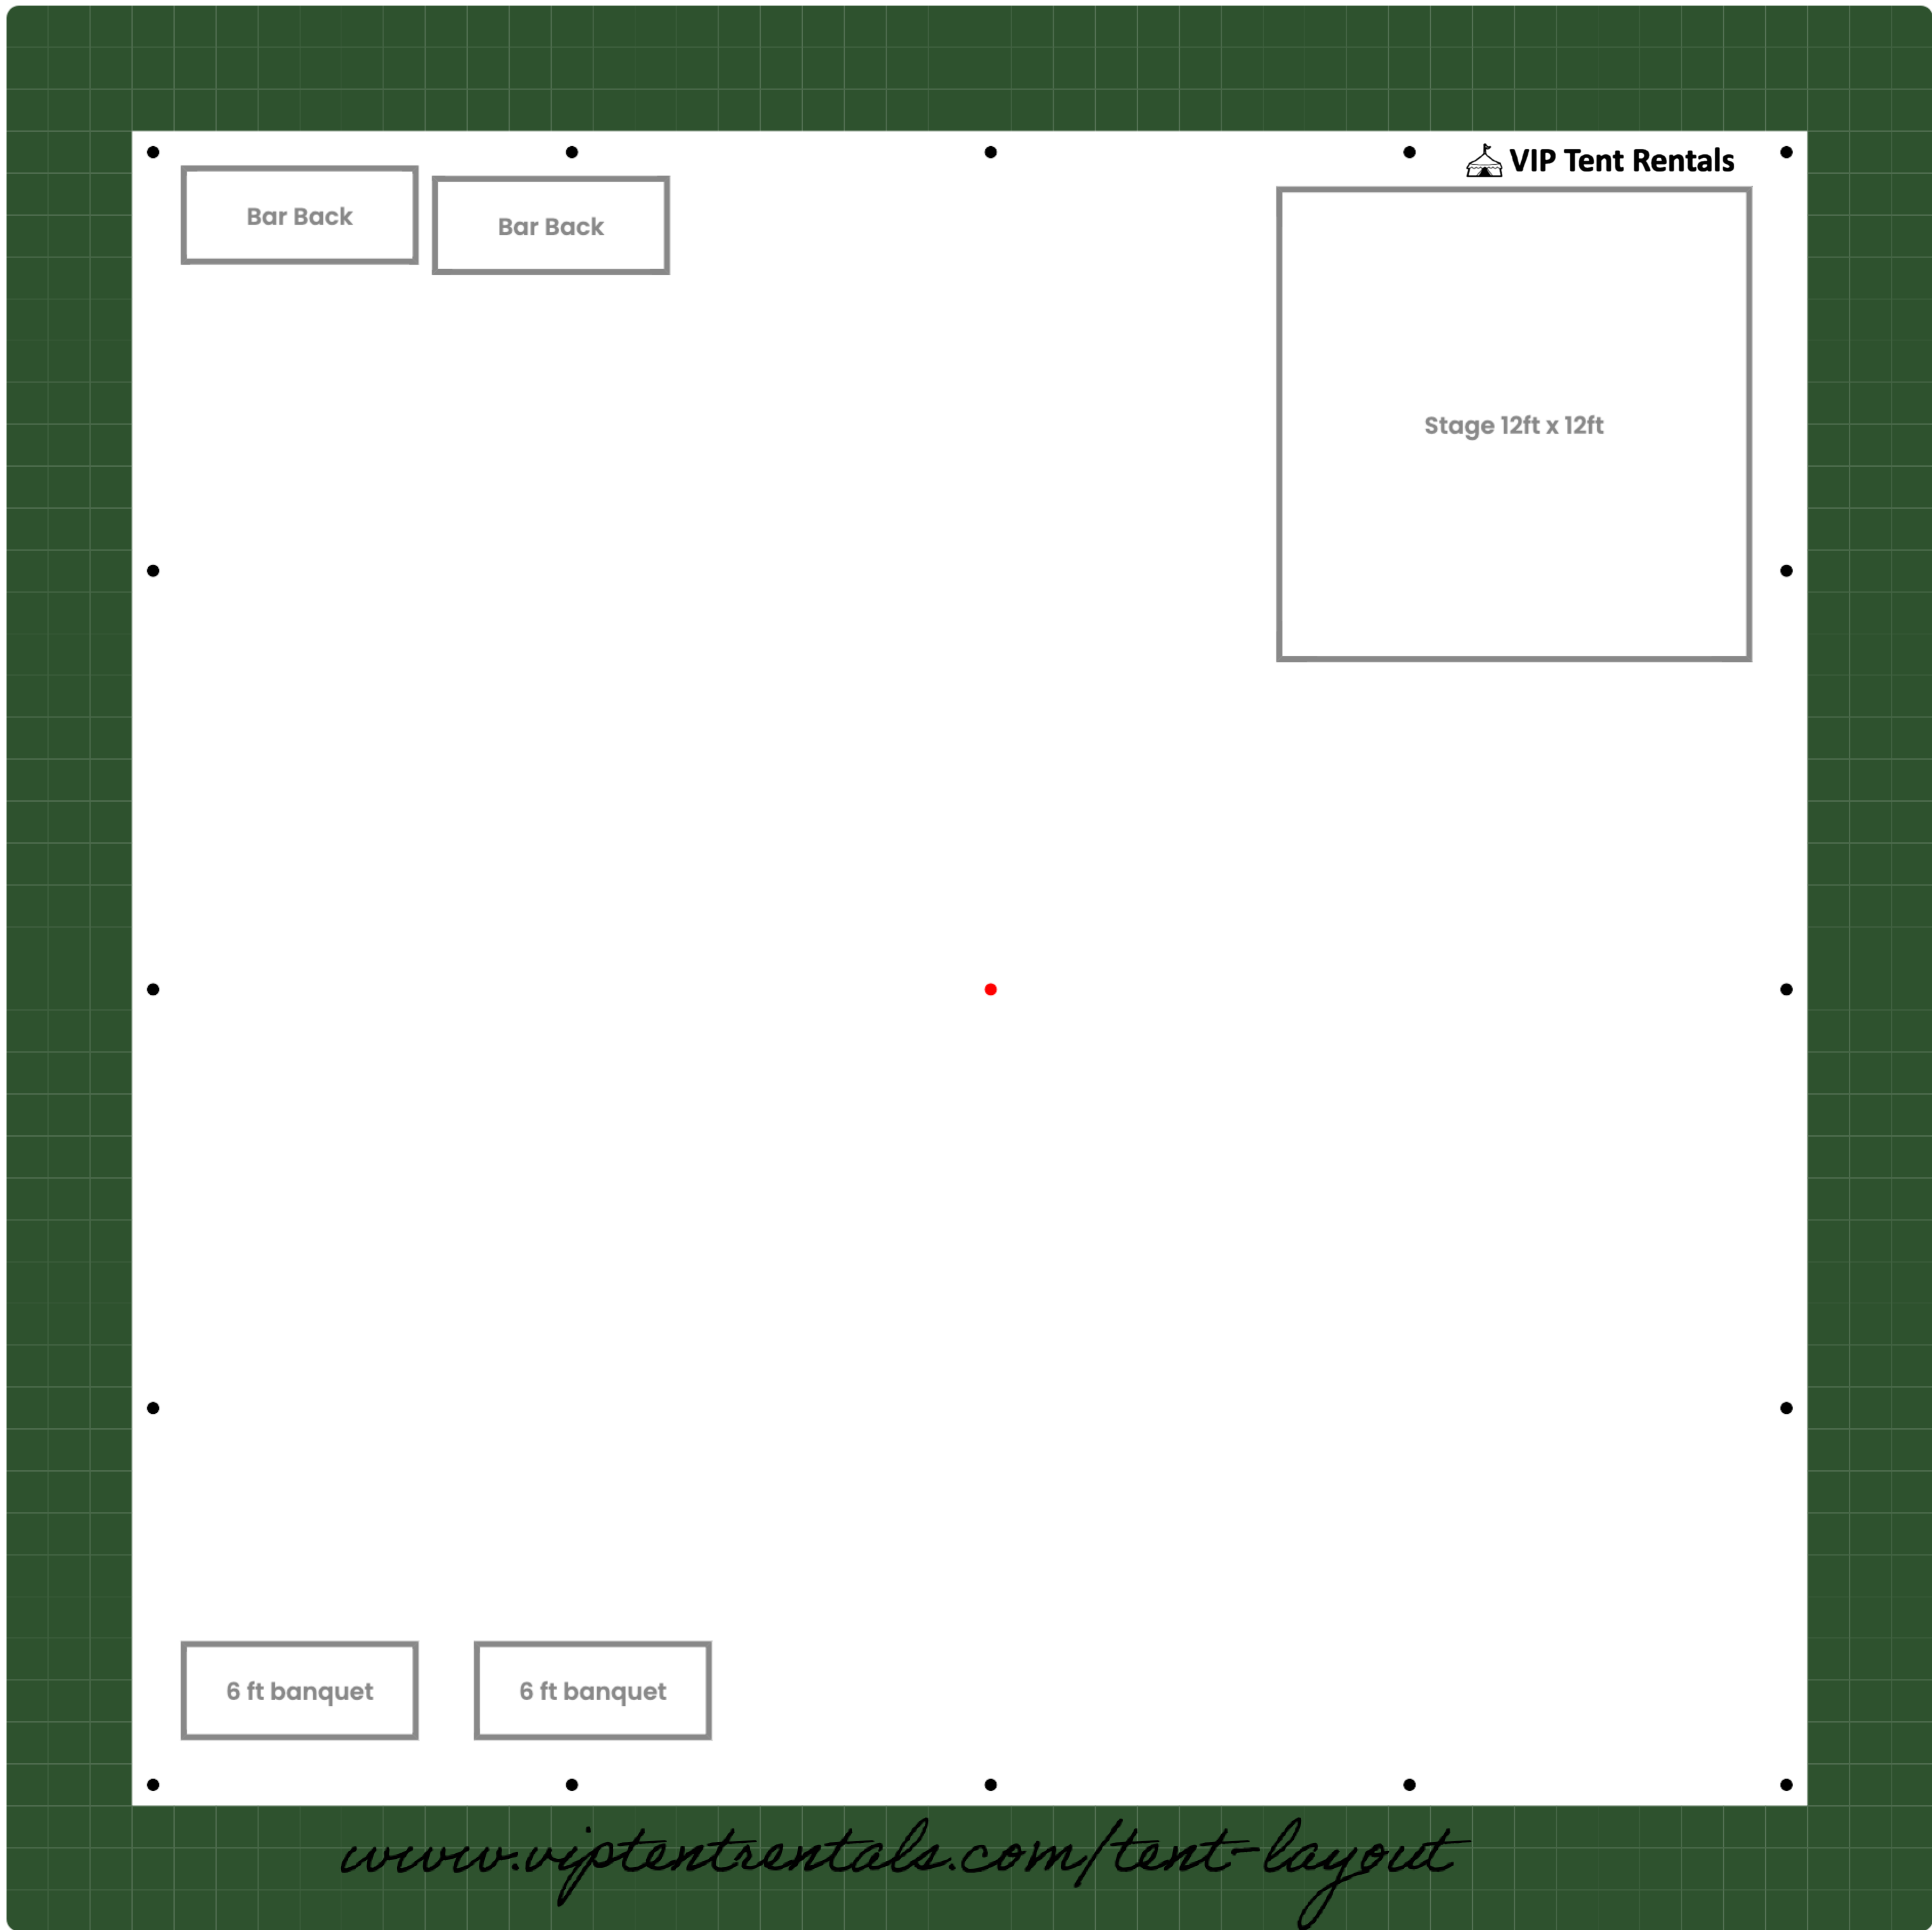 VIP Tent Rentals
Bar Back
Bar Back
Stage 12ft x 12ft
6 ft banquet
6 ft banquet
www.viptentrentals.com/tent-layout